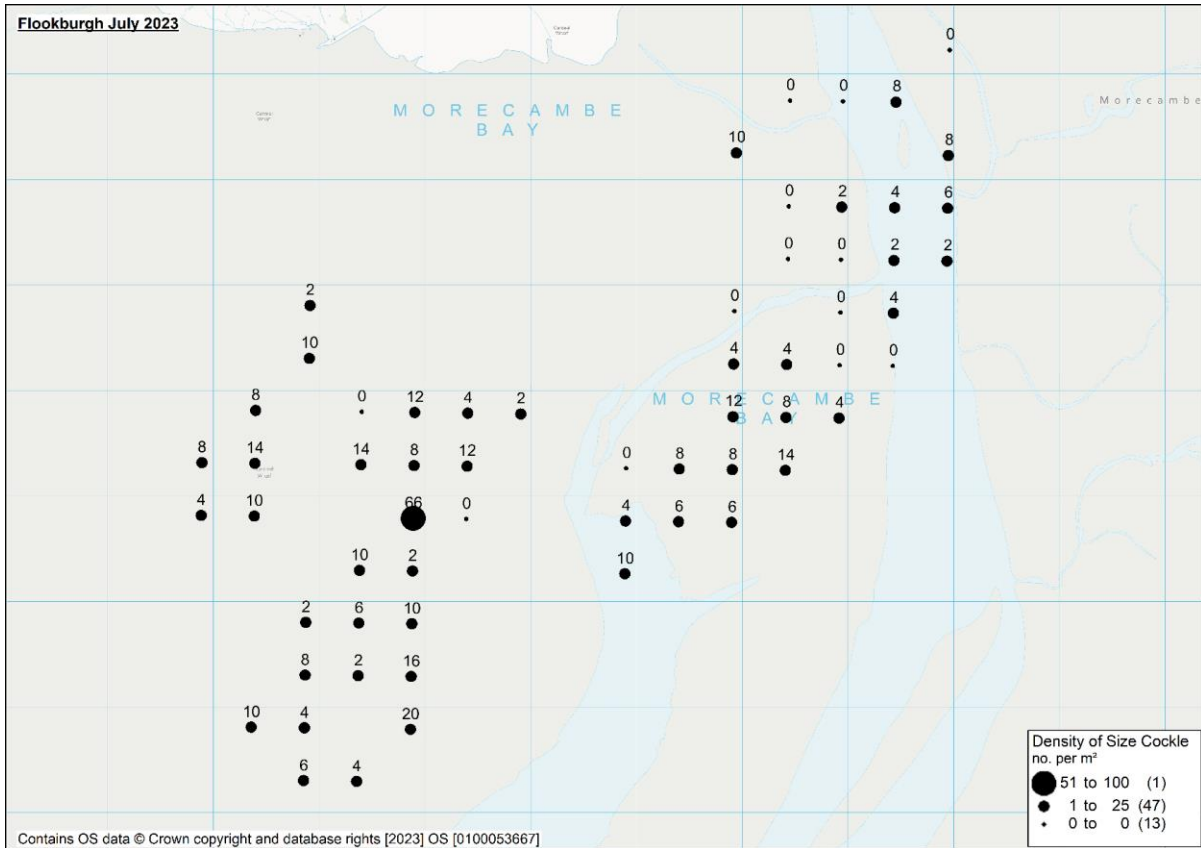 Flookburgh July 2023
0
0 0 8
MORECAMBE
BAY
Morecambe
10 8
0 2 4 6
0 0 2 2
2 0 0 4
10 4 4 0 0
8 0 12 4 2
MORECAMBE
BAY
12 8 4
8 14 14 8 12 0 8 8 14
4 10 66 0 4 6 6
10 2 10
2 6 10
8 2 16
10 4 20
6 4
Density of Size Cockle
no. per m²
51 to 100 (1)
1 to 25 (47)
0 to 0 (13)
Contains OS data © Crown copyright and database rights [2023] OS [0100053667]